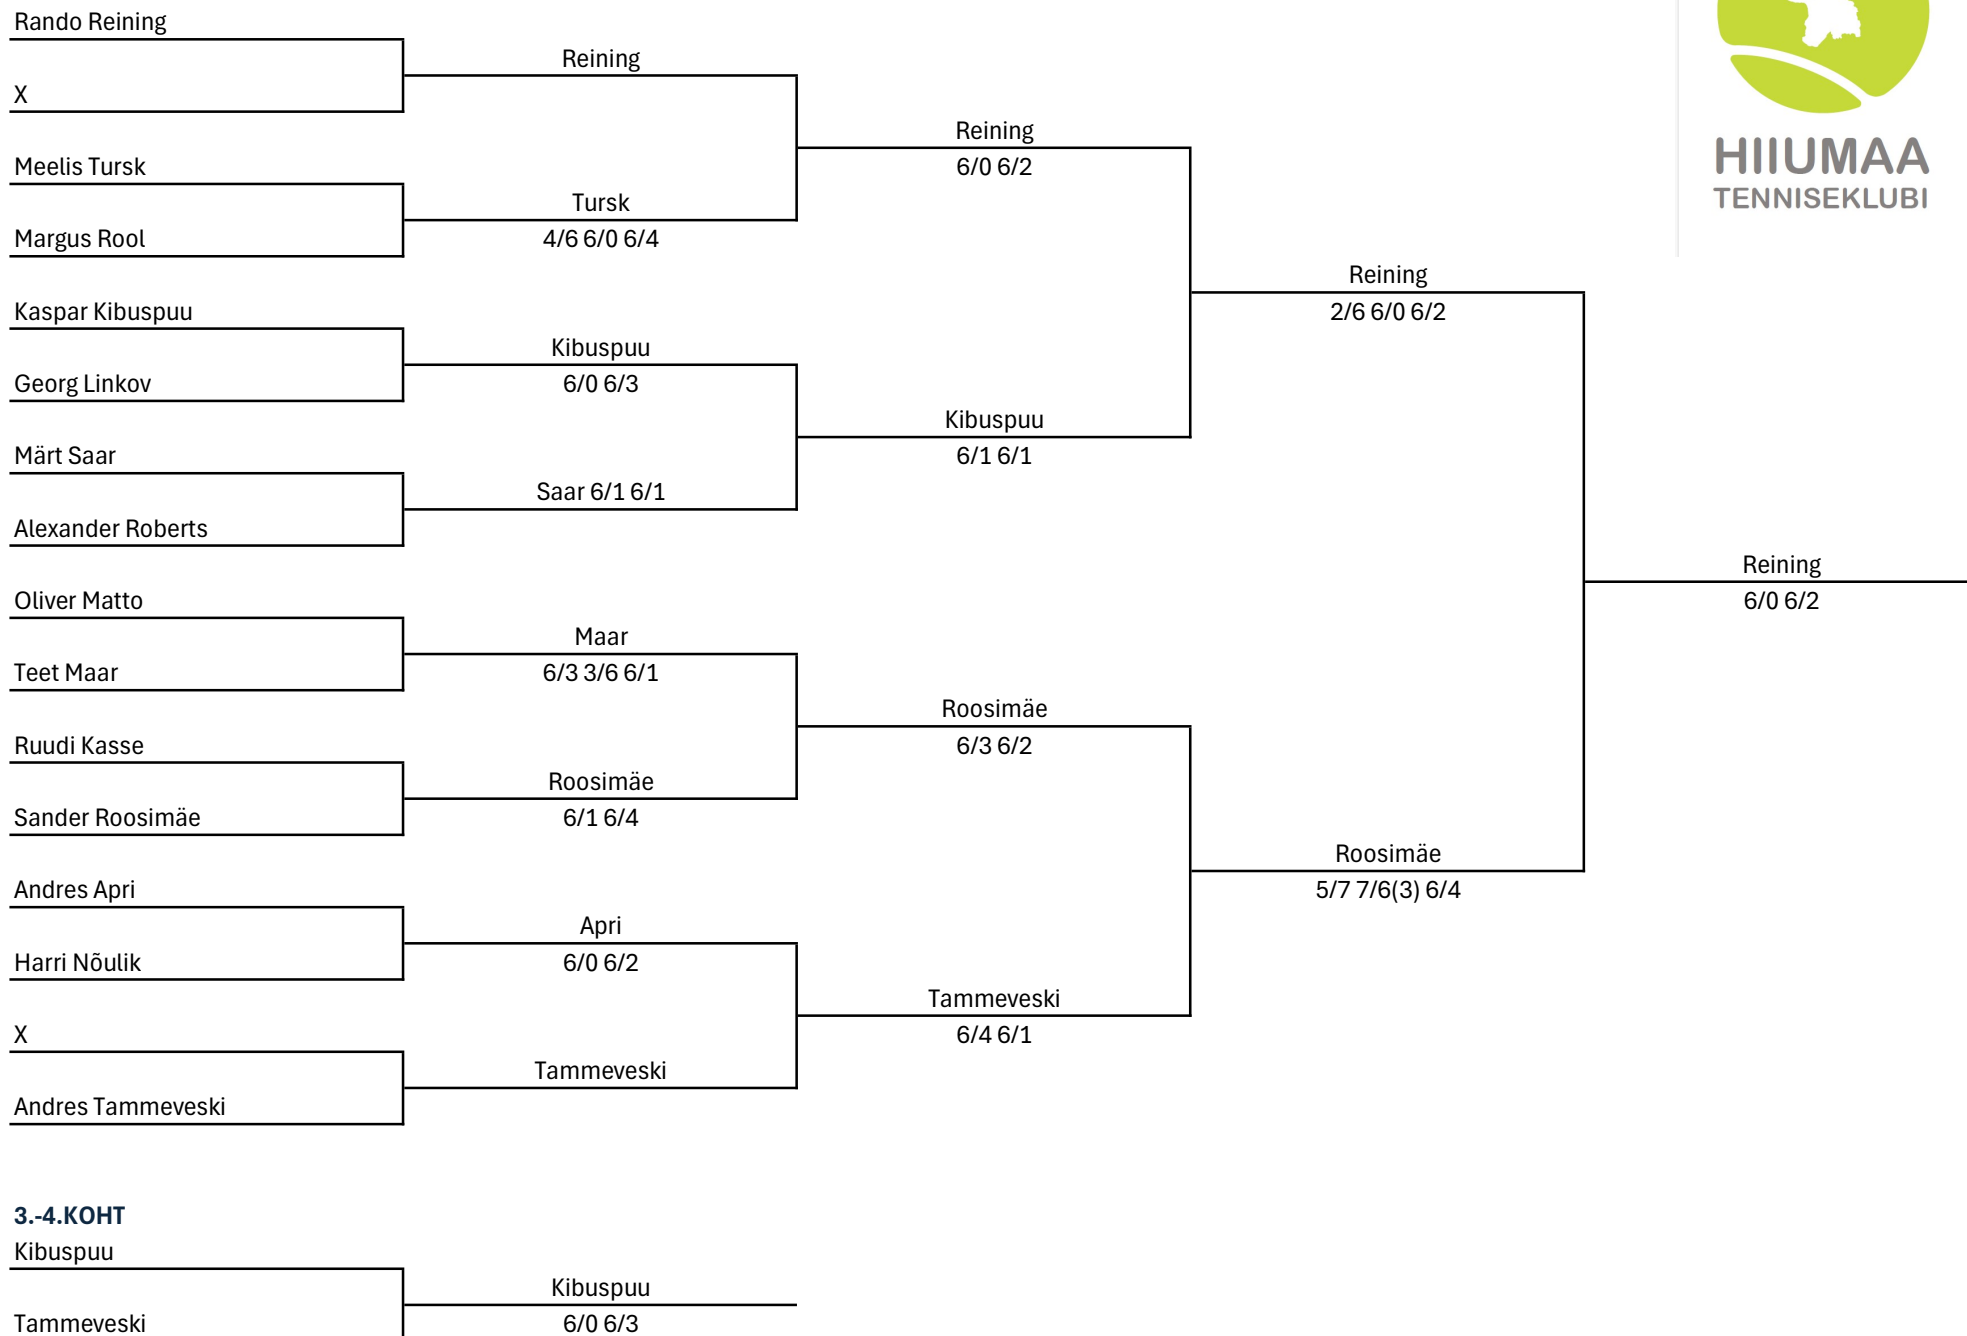 Rando Reining
Reining
X
Reining
6/0 6/2
Meelis Tursk
Tursk
4/6 6/0 6/4
Margus Rool
HIIUMAA
TENNISEKLUBI
Reining
2/6 6/0 6/2
Kaspar Kibuspuu
Kibuspuu
6/0 6/3
Georg Linkov
Kibuspuu
6/1 6/1
Märt Saar
Saar 6/1 6/1
Alexander Roberts
Reining
6/0 6/2
Oliver Matto
Maar
6/3 3/6 6/1
Teet Maar
Roosimäe
6/3 6/2
Ruudi Kasse
Roosimäe
6/1 6/4
Sander Roosimäe
Roosimäe
5/7 7/6(3) 6/4
Andres Apri
Apri
6/0 6/2
Harri Nõulik
Tammeveski
6/4 6/1
X
Tammeveski
Andres Tammeveski
3.-4.KOHT
Kibuspuu
Kibuspuu
6/0 6/3
Tammeveski